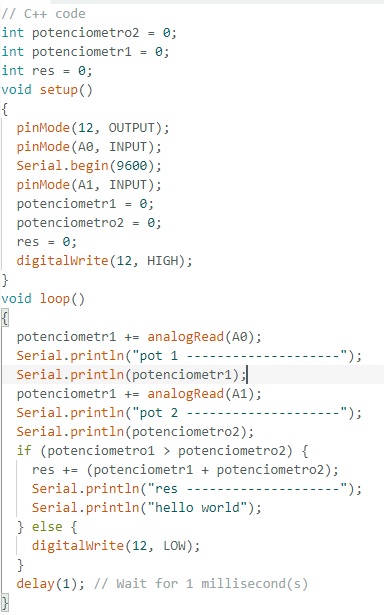 // C++ code
int potenciometro2 = 0;
int potenciometr1 = 0;
int res = 0;
void setup()
{
  pinMode(12, OUTPUT);
  pinMode(A0, INPUT);
  Serial.begin(9600);
  pinMode(A1, INPUT);
  potenciometr1 = 0;
  potenciometro2 = 0;
  res = 0;
  digitalWrite(12, HIGH);
}
void loop()
{
  potenciometr1 += analogRead(A0);
  Serial.println("pot 1 --------------------");
  Serial.println(potenciometr1);
  potenciometr1 += analogRead(A1);
  Serial.println("pot 2 --------------------");
  Serial.println(potenciometro2);
  if (potenciometro1 > potenciometro2) {
    res += (potenciometr1 + potenciometro2);
    Serial.println("res --------------------");
    Serial.println("hello world");
  } else {
    digitalWrite(12, LOW);
  }
  delay(1); // Wait for 1 millisecond(s)
}